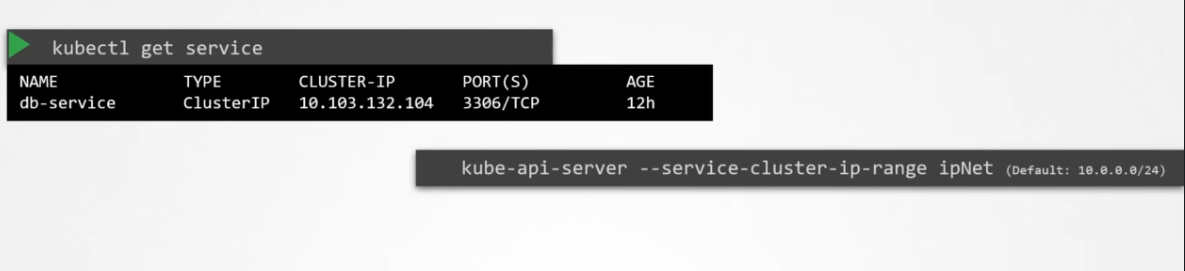 kubectl get service
NAME TYPE CLUSTER-IP PORT(S) AGE
db-service ClusterIP 10.103.132.104 3306/TCP 12h
kube-api-server --service-cluster-ip-range ipNet (Default: 10.0.0.0/24)